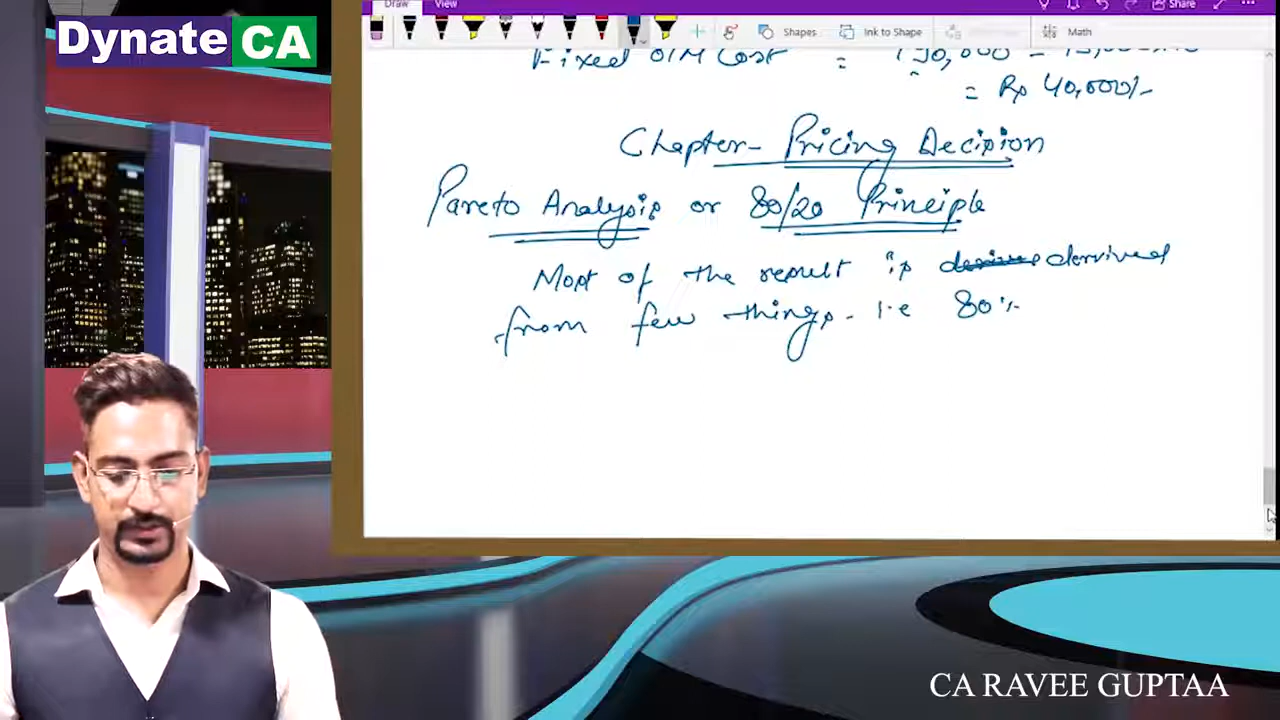 Dynate CA
Draw View Share
Shapes Ink to Shape Math
Fixed O/H Cost =
= Rs 40,000/-
Chapter - Pricing Decision
Pareto Analysis or 80/20 Principle
Most of the result is derived
from few things. i.e 80%
CA RAVEE GUPTAA